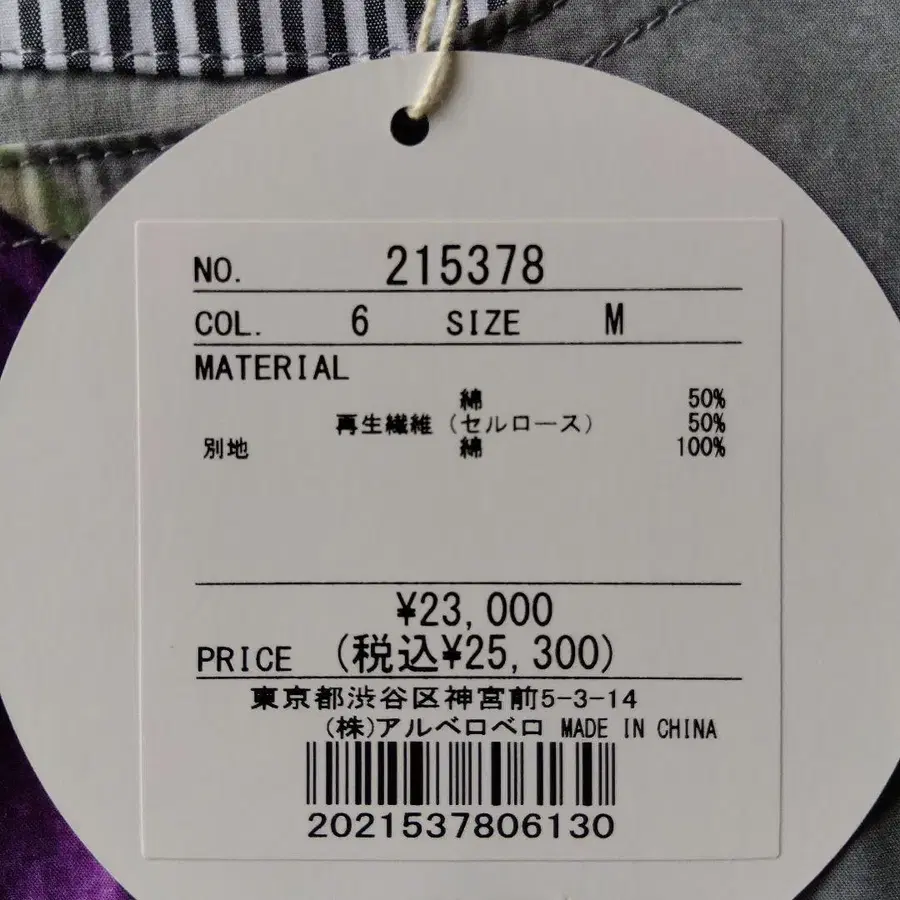 NO. 215378
COL. 6 SIZE M
MATERIAL
綿 50%
再生繊維（セルロース） 50%
別地 綿 100%
¥23,000
PRICE (税込¥25,300)
東京都渋谷区神宮前5-3-14
(株)アルベロベロ MADE IN CHINA
2021537806130